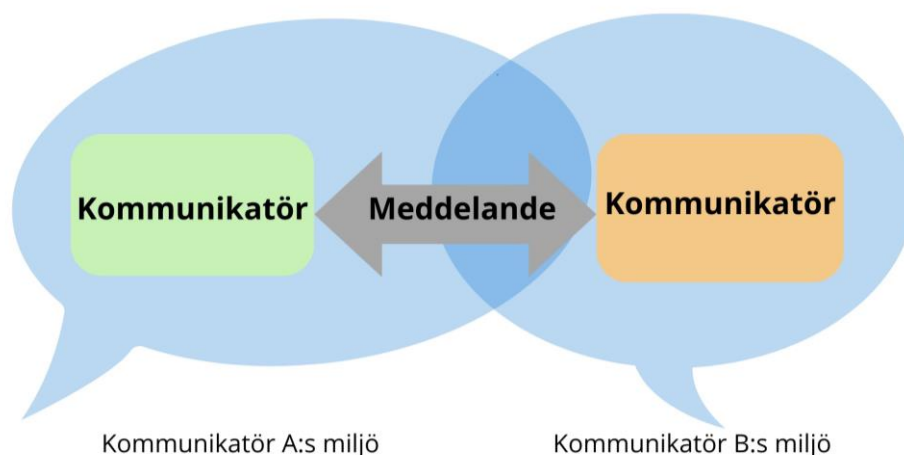 Kommunikatör
Meddelande
Kommunikatör
Kommunikatör A:s miljö
Kommunikatör B:s miljö